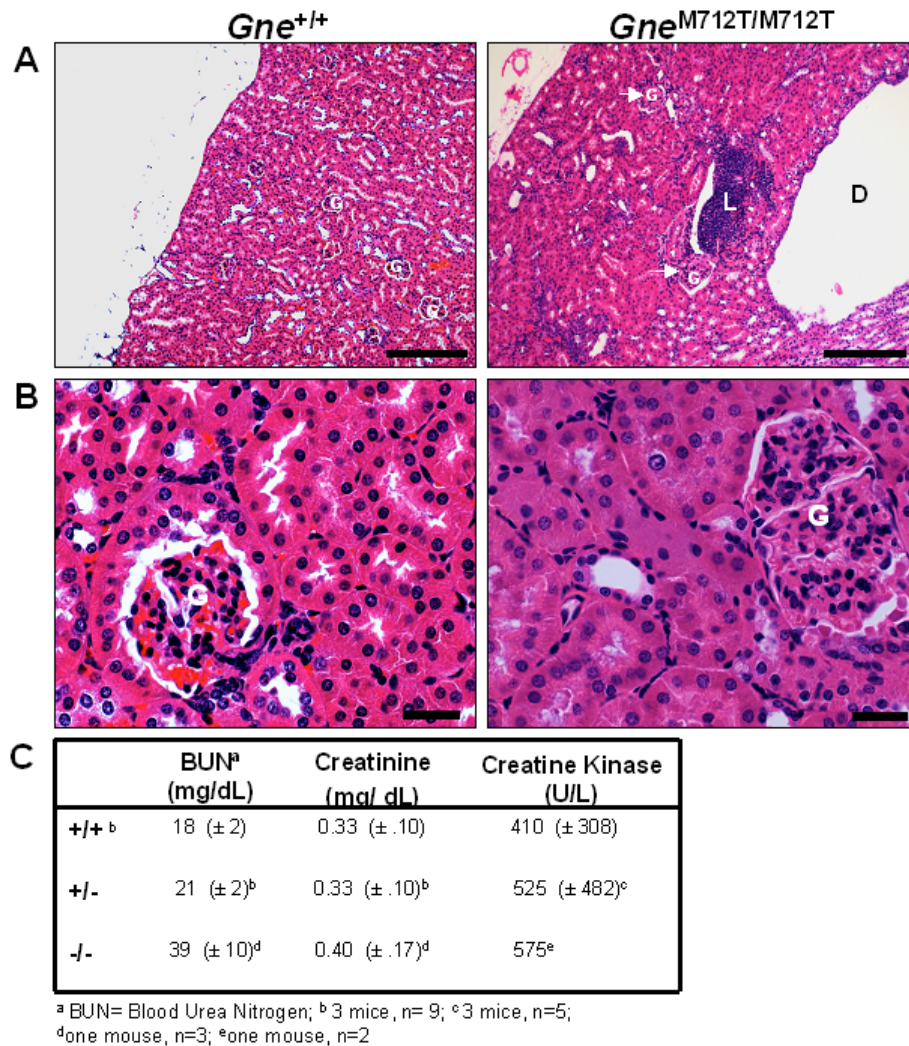 Gne+/+ GneM712T/M712T
A
G
G
G
G
L
D
G
B
G
G
C
BUNa Creatinine Creatine Kinase
(mg/dL) (mg/ dL) (U/L)
+/+ b 18 (± 2) 0.33 (± .10) 410 (± 308)
+/- 21 (± 2)b 0.33 (± .10)b 525 (± 482)c
-/- 39 (± 10)d 0.40 (± .17)d 575e
a BUN= Blood Urea Nitrogen; b 3 mice, n= 9; c 3 mice, n=5;
done mouse, n=3; eone mouse, n=2